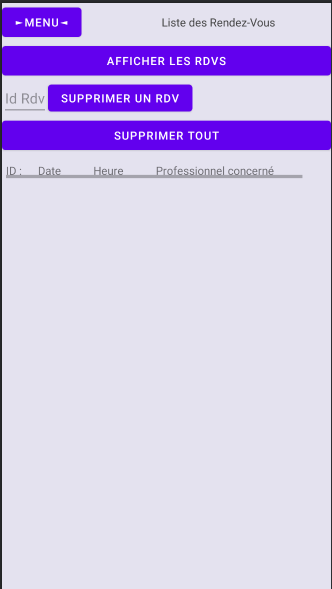 ►MENU◄ Liste des Rendez-Vous
AFFICHER LES RDVS
Id Rdv SUPPRIMER UN RDV
SUPPRIMER TOUT
ID : Date Heure Professionnel concerné